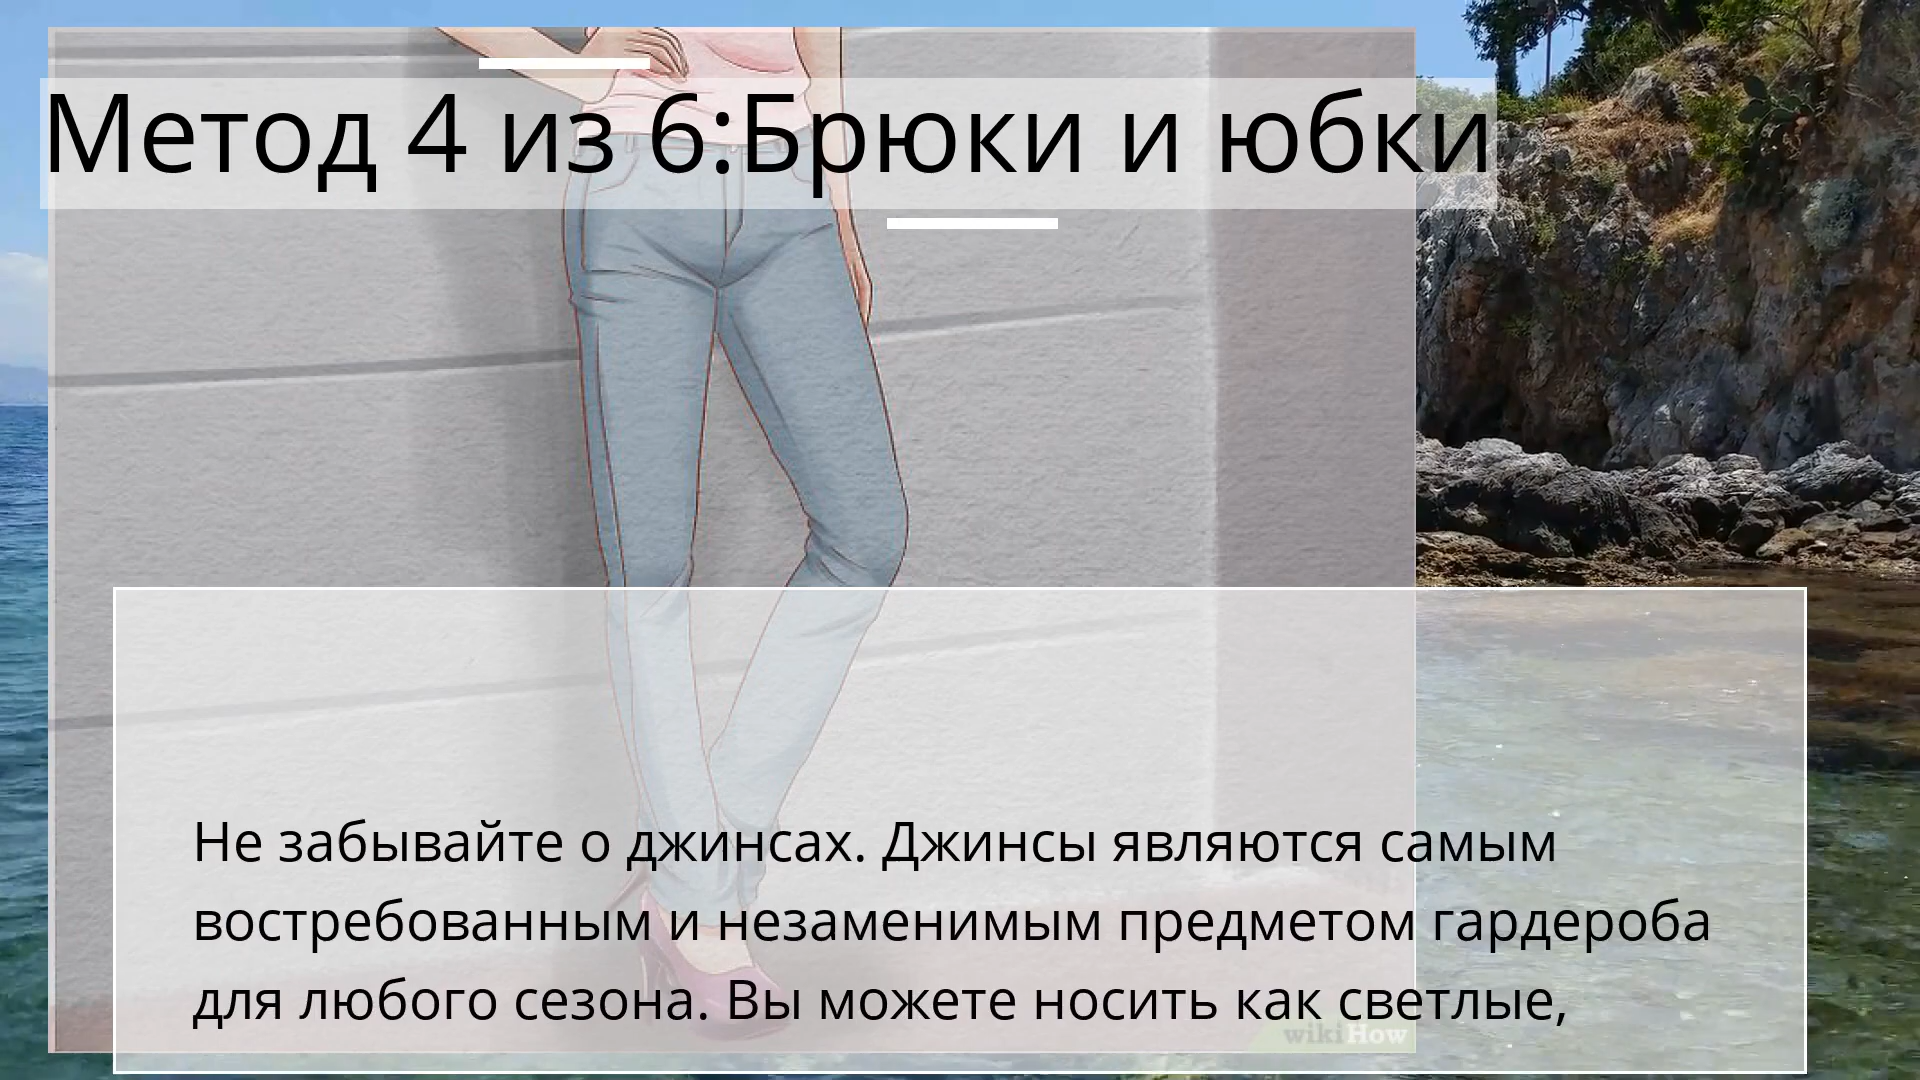 Метод 4 из 6:Брюки и юбки
Не забывайте о джинсах. Джинсы являются самым
востребованным и незаменимым предметом гардероба
для любого сезона. Вы можете носить как светлые,
wikiHow